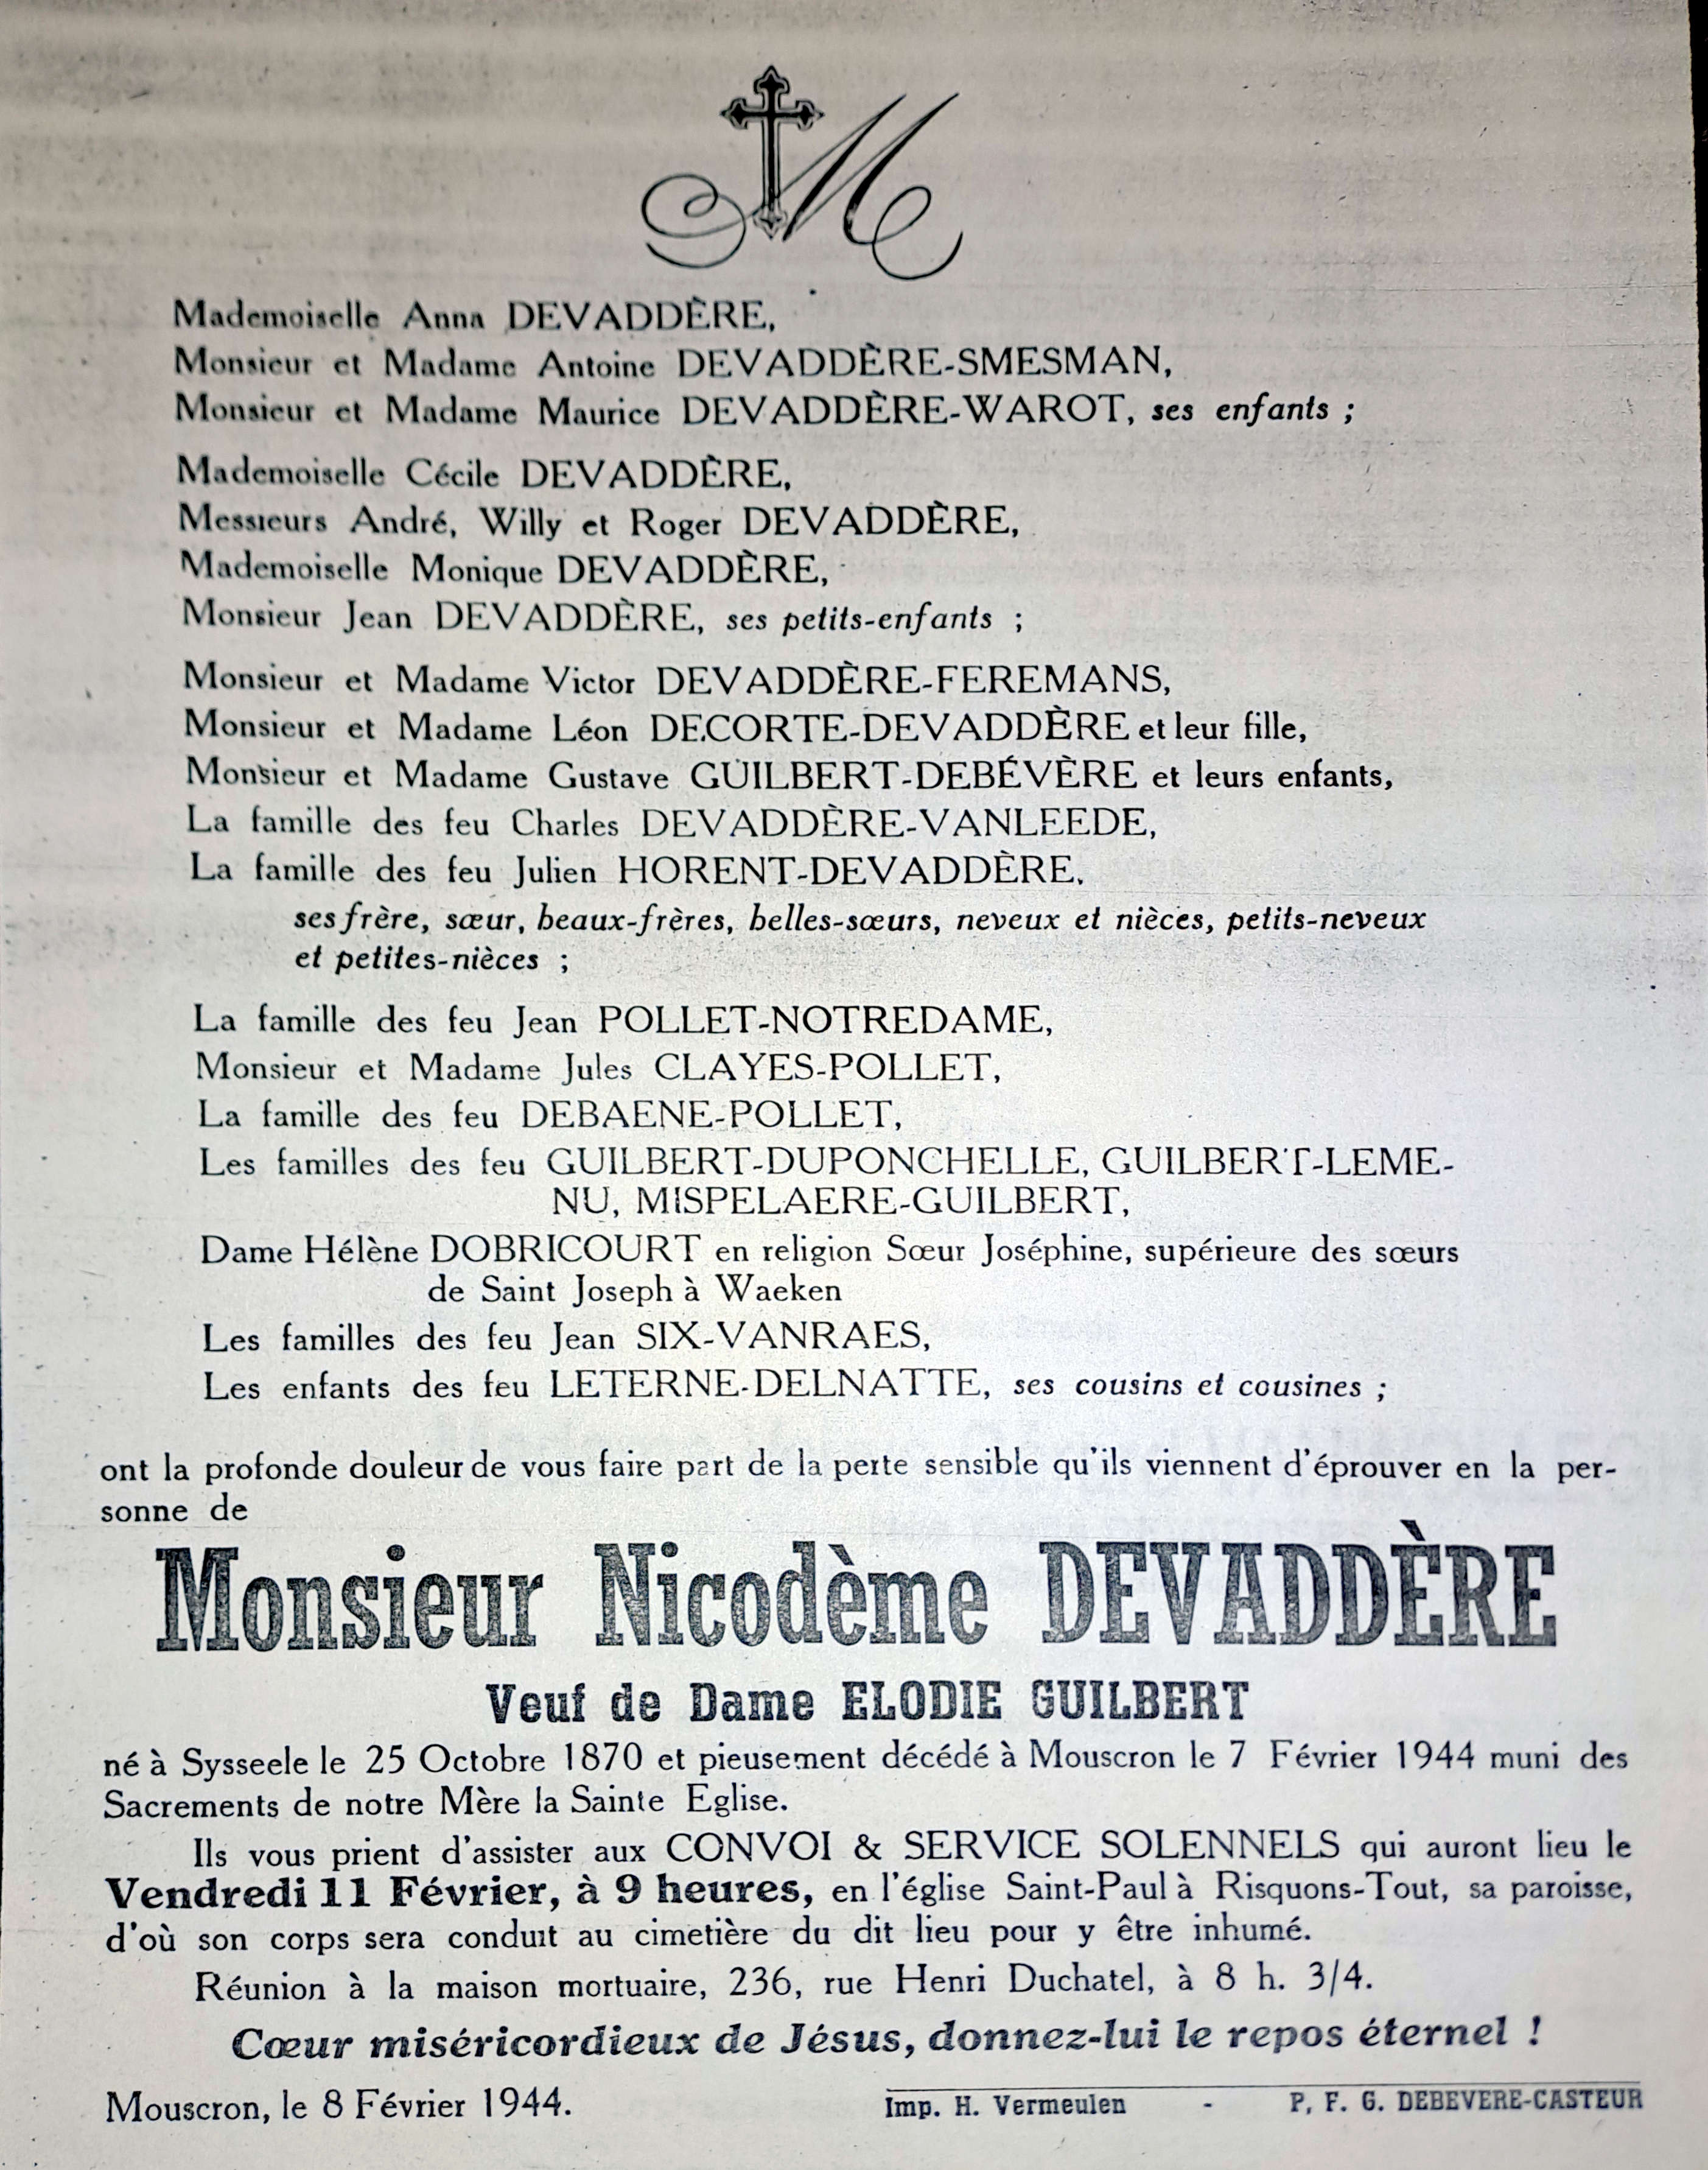 M
Mademoiselle Anna DEVADDÈRE,
Monsieur et Madame Antoine DEVADDÈRE-SMESMAN,
Monsieur et Madame Maurice DEVADDÈRE-WAROT, ses enfants ;
Mademoiselle Cécile DEVADDÈRE,
Messieurs André, Willy et Roger DEVADDÈRE,
Mademoiselle Monique DEVADDÈRE,
Monsieur Jean DEVADDÈRE, ses petits-enfants ;
Monsieur et Madame Victor DEVADDÈRE-FEREMANS,
Monsieur et Madame Léon DECORTE-DEVADDÈRE et leur fille,
Monsieur et Madame Gustave GUILBERT-DEBÉVÈRE et leurs enfants,
La famille des feu Charles DEVADDÈRE-VANLEEDE,
La famille des feu Julien HORENT-DEVADDÈRE,
ses frère, sœur, beaux-frères, belles-sœurs, neveux et nièces, petits-neveux
et petites-nièces ;
La famille des feu Jean POLLET-NOTREDAME,
Monsieur et Madame Jules CLAYES-POLLET,
La famille des feu DEBAENE-POLLET,
Les familles des feu GUILBERT-DUPONCHELLE, GUILBERT-LEME-
NU, MISPELAERE-GUILBERT,
Dame Hélène DOBRICOURT en religion Sœur Joséphine, supérieure des sœurs
de Saint Joseph à Waeken
Les familles des feu Jean SIX-VANRAES,
Les enfants des feu LETERNE-DELNATTE, ses cousins et cousines ;
ont la profonde douleur de vous faire part de la perte sensible qu'ils viennent d'éprouver en la per-
sonne de
Monsieur Nicodème DEVADDÈRE
Veuf de Dame ELODIE GUILBERT
né à Sysseele le 25 Octobre 1870 et pieusement décédé à Mouscron le 7 Février 1944 muni des
Sacrements de notre Mère la Sainte Eglise.
Ils vous prient d'assister aux CONVOI & SERVICE SOLENNELS qui auront lieu le
Vendredi 11 Février, à 9 heures, en l'église Saint-Paul à Risquons-Tout, sa paroisse,
d'où son corps sera conduit au cimetière du dit lieu pour y être inhumé.
Réunion à la maison mortuaire, 236, rue Henri Duchatel, à 8 h. 3/4.
Cœur miséricordieux de Jésus, donnez-lui le repos éternel !
Mouscron, le 8 Février 1944.
Imp. H. Vermeulen - P. F. G. DEBEVERE-CASTEUR